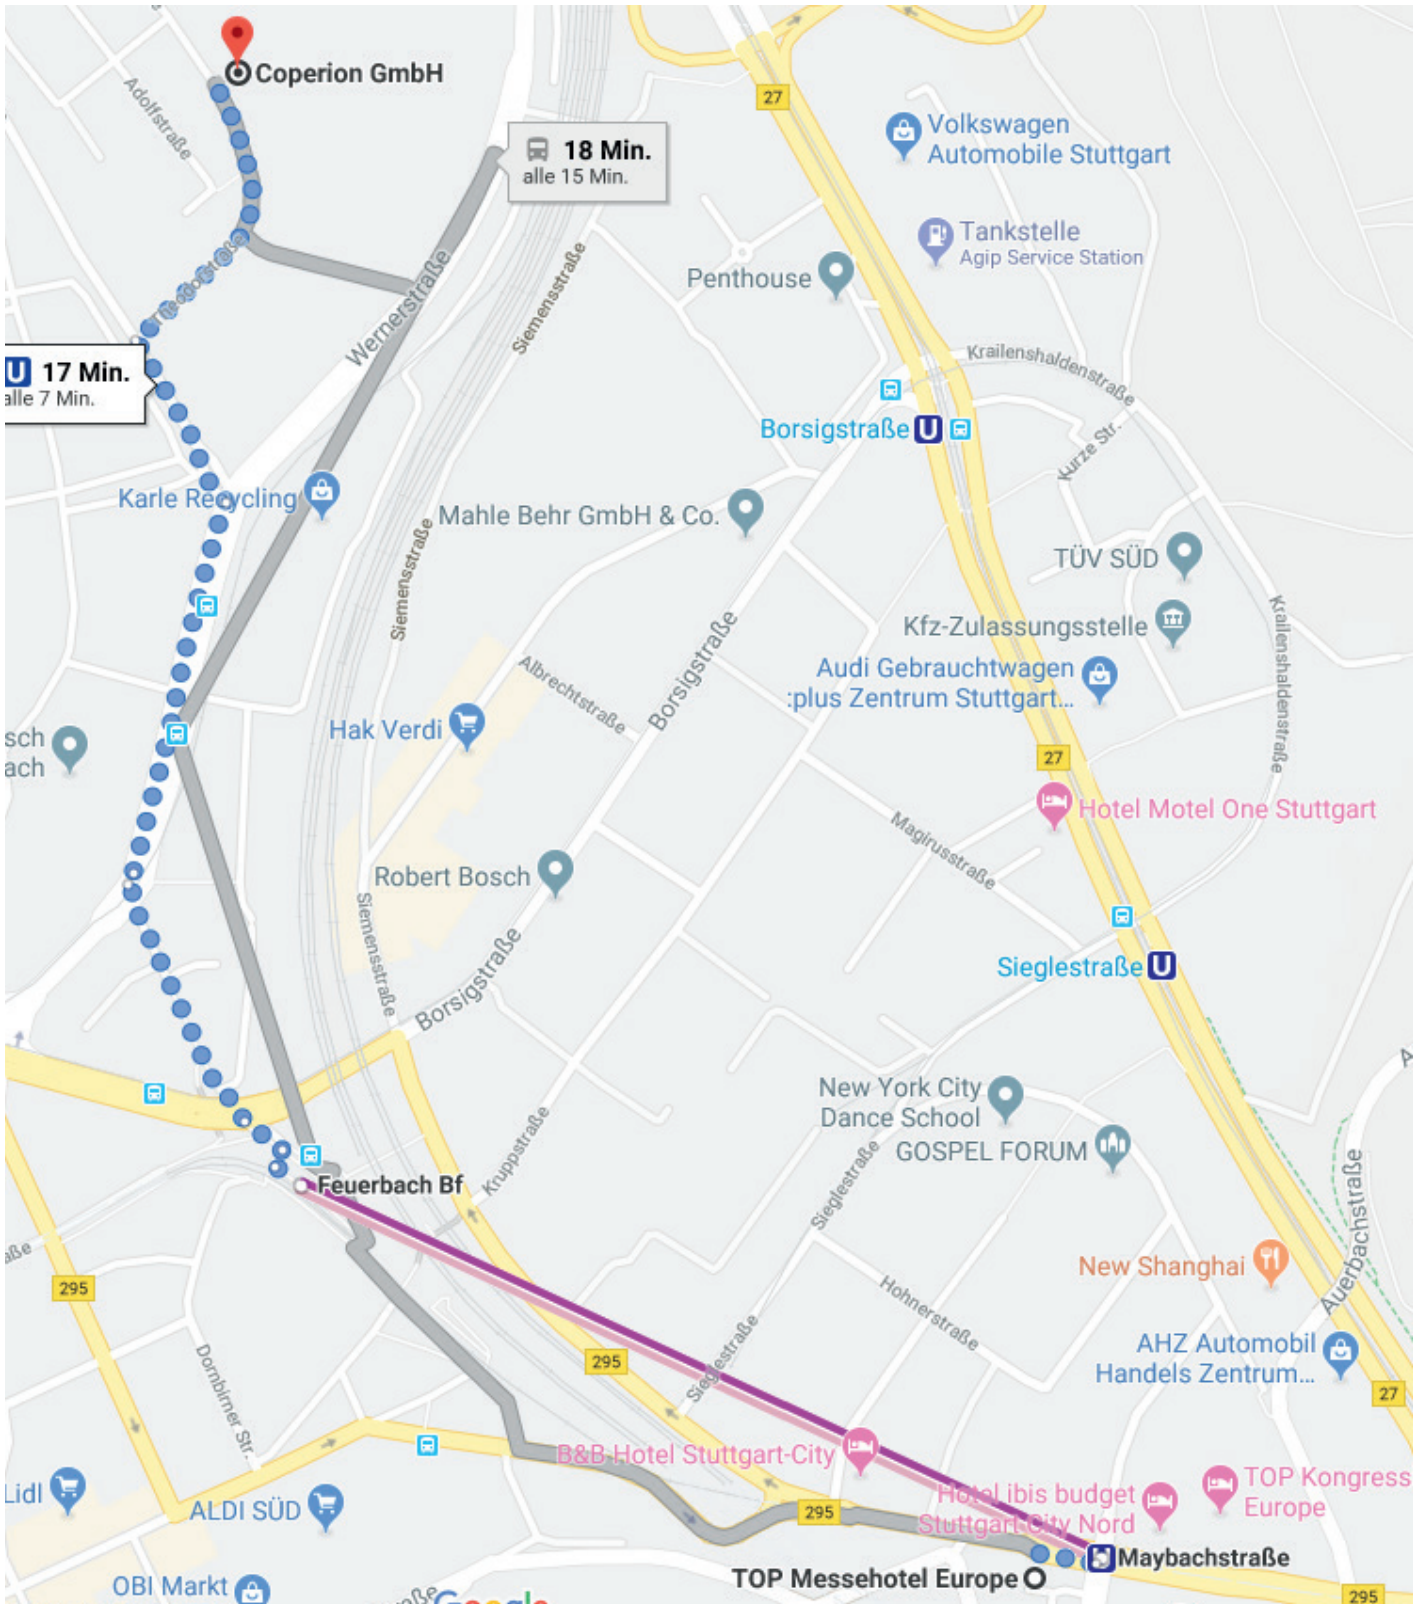 Coperion GmbH
Adolfstraße
18 Min.
alle 15 Min.
27
Volkswagen
Automobile Stuttgart
Tankstelle
Agip Service Station
Penthouse
Siemensstraße
Wernerstraße
Theodorstraße
U 17 Min.
alle 7 Min.
Krailenshaldenstraße
Borsigstraße U
Kurze Str.
Karle Recycling
Mahle Behr GmbH & Co.
Siemensstraße
TÜV SÜD
Kfz-Zulassungsstelle
Krailenshaldenstraße
Audi Gebrauchtwagen
:plus Zentrum Stuttgart...
Albrechtstraße
Borsigstraße
Hak Verdi
sch
ach
27
Hotel Motel One Stuttgart
Magirusstraße
Robert Bosch
Siemensstraße
Borsigstraße
Sieglestraße U
New York City
Dance School
GOSPEL FORUM
Kruppstraße
Sieglestraße
Feuerbach Bf
aße
295
New Shanghai
Auerbachstraße
A
Hohnerstraße
Dornbirner Str.
295
Sieglestraße
AHZ Automobil
Handels Zentrum...
27
B&B Hotel Stuttgart-City
Lidl
ALDI SÜD
295
Hotel ibis budget
Stuttgart City Nord
TOP Kongress
Europe
U Maybachstraße
TOP Messehotel Europe
OBI Markt
raße
Google
295